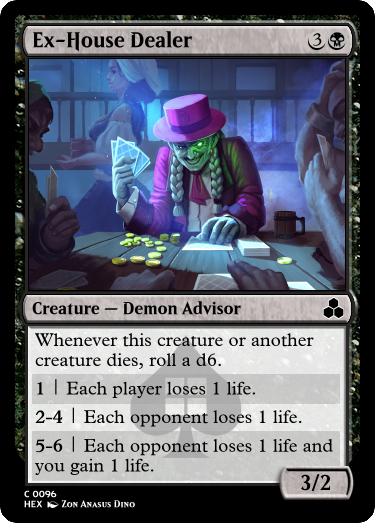 Ex-House Dealer 3
Creature — Demon Advisor
Whenever this creature or another
creature dies, roll a d6.
1 | Each player loses 1 life.
2-4 | Each opponent loses 1 life.
5-6 | Each opponent loses 1 life and
you gain 1 life.
3/2
C 0096
HEX Zon Anasus Dino